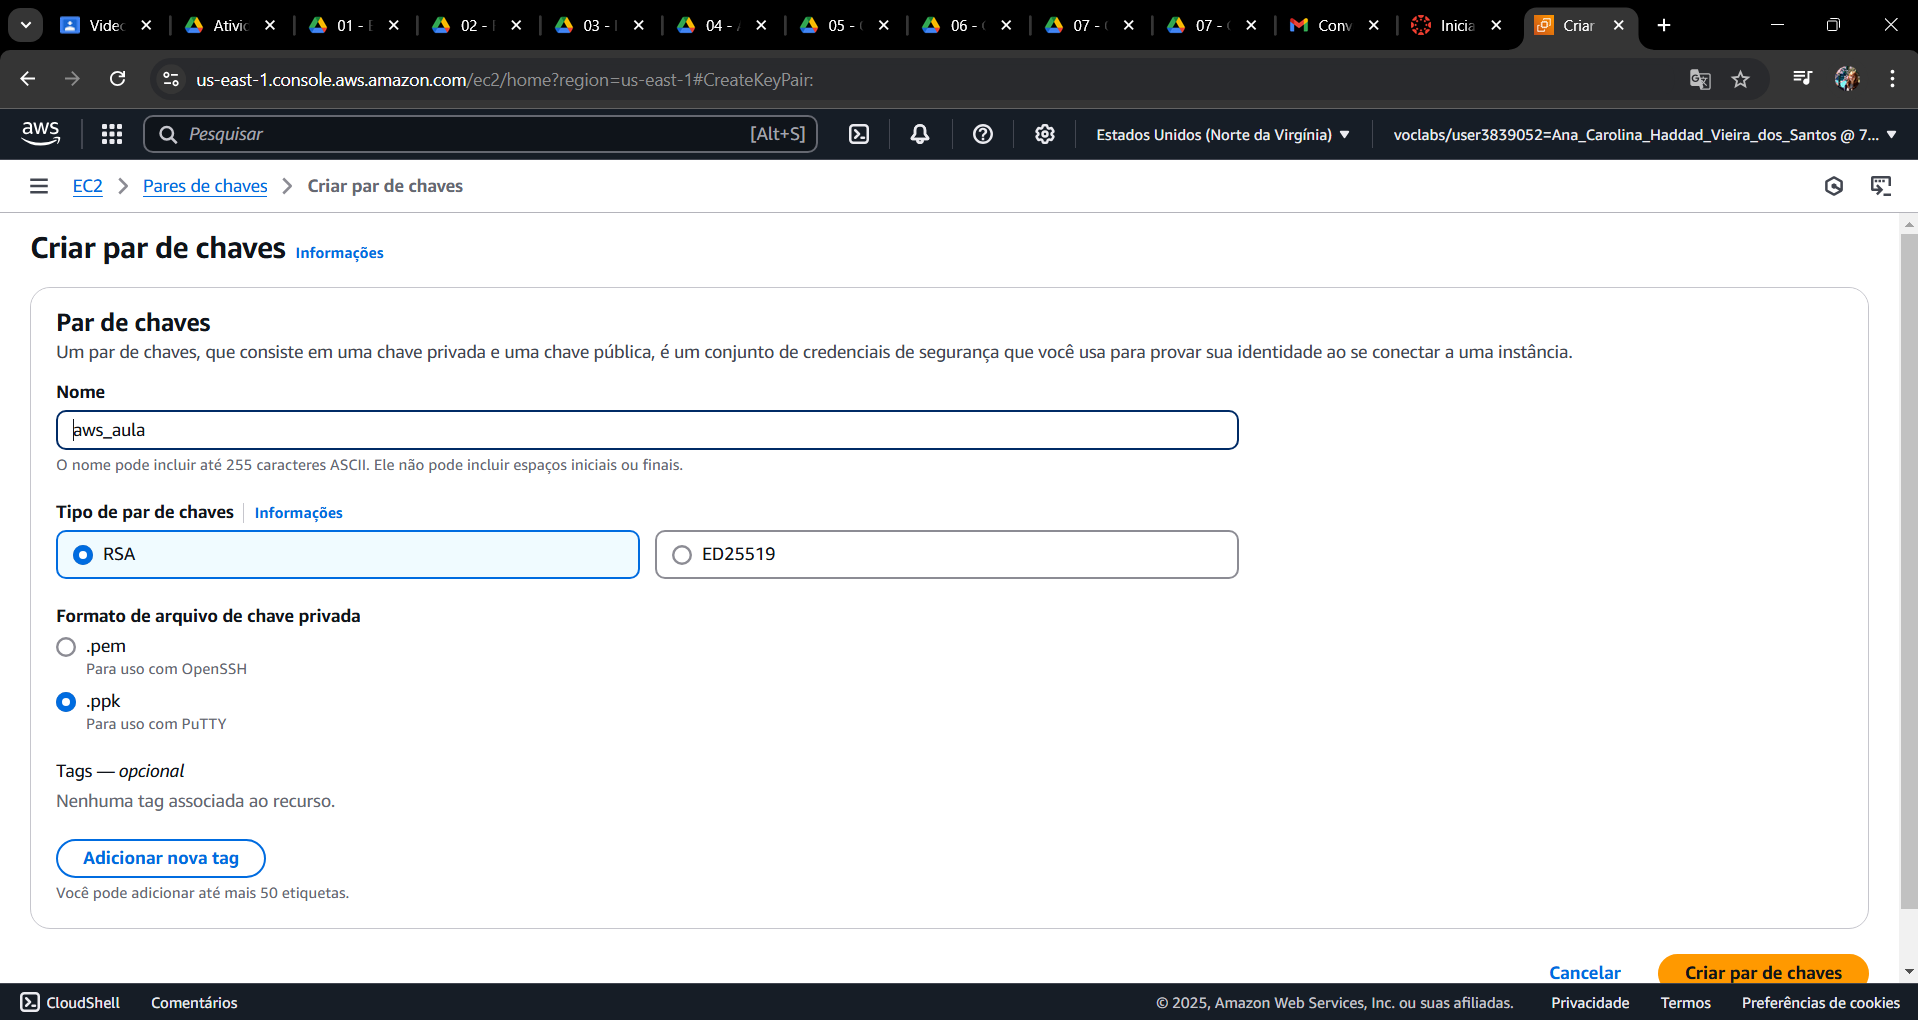 Videc
Ativic
01 - E
02 -
03 -
04 -
05 -
06 -
07 -
07 -
Conv
Inicia
Criar
us-east-1.console.aws.amazon.com/ec2/home?region=us-east-1#CreateKeyPair:
aws
Pesquisar [Alt+S]
Estados Unidos (Norte da Virgínia)
voclabs/user3839052=Ana_Carolina_Haddad_Vieira_dos_Santos @ 7...
EC2 > Pares de chaves > Criar par de chaves
Criar par de chaves Informações
Par de chaves
Um par de chaves, que consiste em uma chave privada e uma chave pública, é um conjunto de credenciais de segurança que você usa para provar sua identidade ao se conectar a uma instância.
Nome
aws_aula
O nome pode incluir até 255 caracteres ASCII. Ele não pode incluir espaços iniciais ou finais.
Tipo de par de chaves Informações
RSA
ED25519
Formato de arquivo de chave privada
.pem
Para uso com OpenSSH
.ppk
Para uso com PuTTY
Tags — opcional
Nenhuma tag associada ao recurso.
Adicionar nova tag
Você pode adicionar até mais 50 etiquetas.
Cancelar
Criar par de chaves
CloudShell Comentários
© 2025, Amazon Web Services, Inc. ou suas afiliadas. Privacidade Termos Preferências de cookies